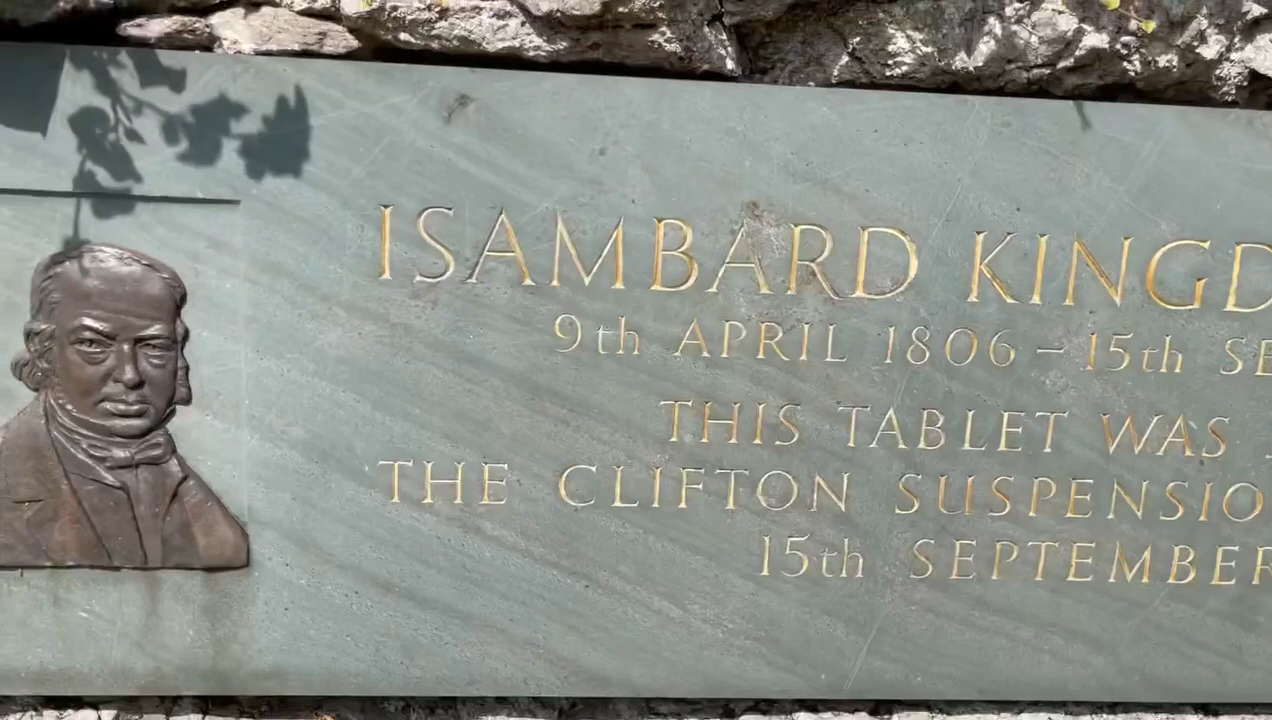 ISAMBARD KINGD
9th APRIL 1806 – 15th SE
THIS TABLET WAS
THE CLIFTON SUSPENSIO
15th SEPTEMBER